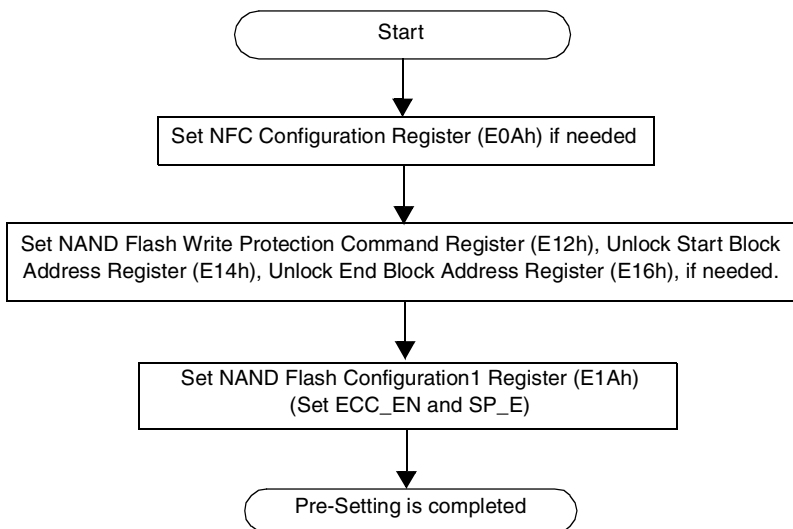 Start
Set NFC Configuration Register (E0Ah) if needed
Set NAND Flash Write Protection Command Register (E12h), Unlock Start Block
Address Register (E14h), Unlock End Block Address Register (E16h), if needed.
Set NAND Flash Configuration1 Register (E1Ah)
(Set ECC_EN and SP_E)
Pre-Setting is completed